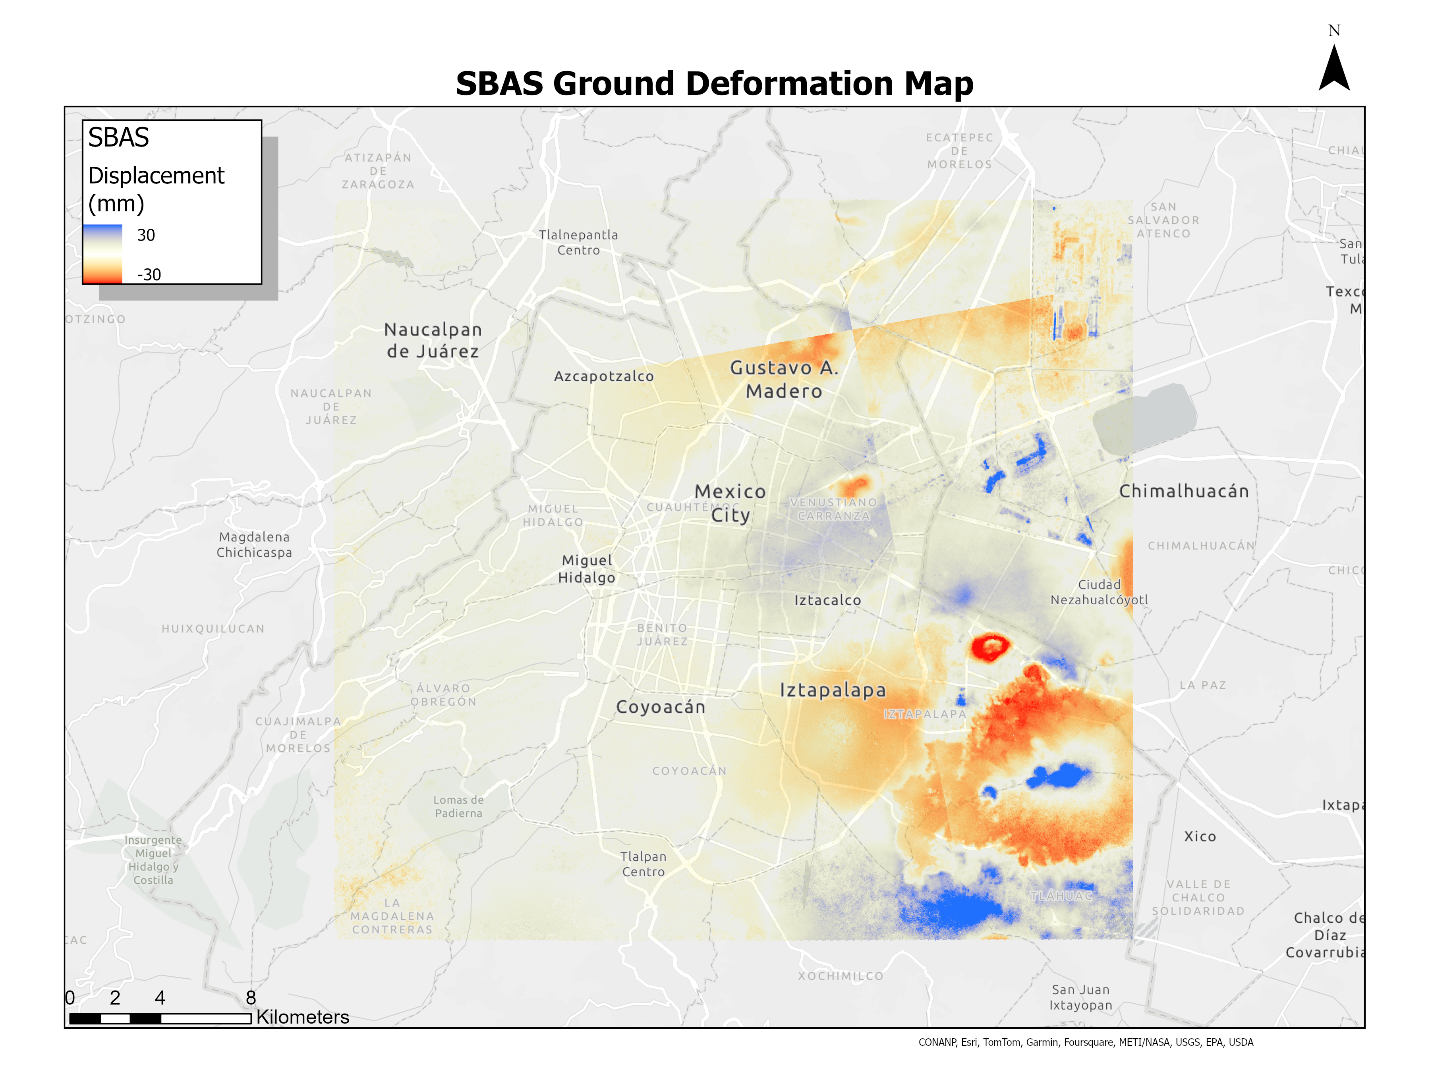 N
SBAS Ground Deformation Map
SBAS
Displacement
(mm)
30
-30
ECATEPEC
DE
MORELOS
ATIZAPÁN
DE
ZARAGOZA
SAN
SALVADOR
ATENCO
Tlalnepantla
Centro
OTZINGO
Naucalpan
de Juárez
Azcapotzalco
Gustavo A.
Madero
NAUCALPAN
DE
JUÁREZ
Mexico
City
CUAUHTÉMOC
VENUSTIANO
CARRANZA
Chimalhuacán
MIGUEL
HIDALGO
Magdalena
Chichicaspa
CHIMALHUACÁN
Miguel
Hidalgo
Ciudad
Nezahualcóyotl
Iztacalco
HUIXQUILUCAN
BENITO
JUÁREZ
Iztapalapa
LA PAZ
ÁLVARO
OBREGÓN
Coyoacán
IZTAPALAPA
CUAJIMALPA
DE
MORELOS
COYOACÁN
Lomas de
Padierna
Xico
Insurgente
Miguel
Hidalgo y
Costilla
Tlalpan
Centro
TLÁHUAC
VALLE DE
CHALCO
SOLIDARIDAD
LA
MAGDALENA
CONTRERAS
Chalco de
Díaz
Covarrubia
CAC
XOCHIMILCO
San Juan
Ixtayopan
CHIAU
San
Tula
Texco
M
CHICO
Ixtapa
0 2 4 8
Kilometers
CONANP, Esri, TomTom, Garmin, Foursquare, METI/NASA, USGS, EPA, USDA